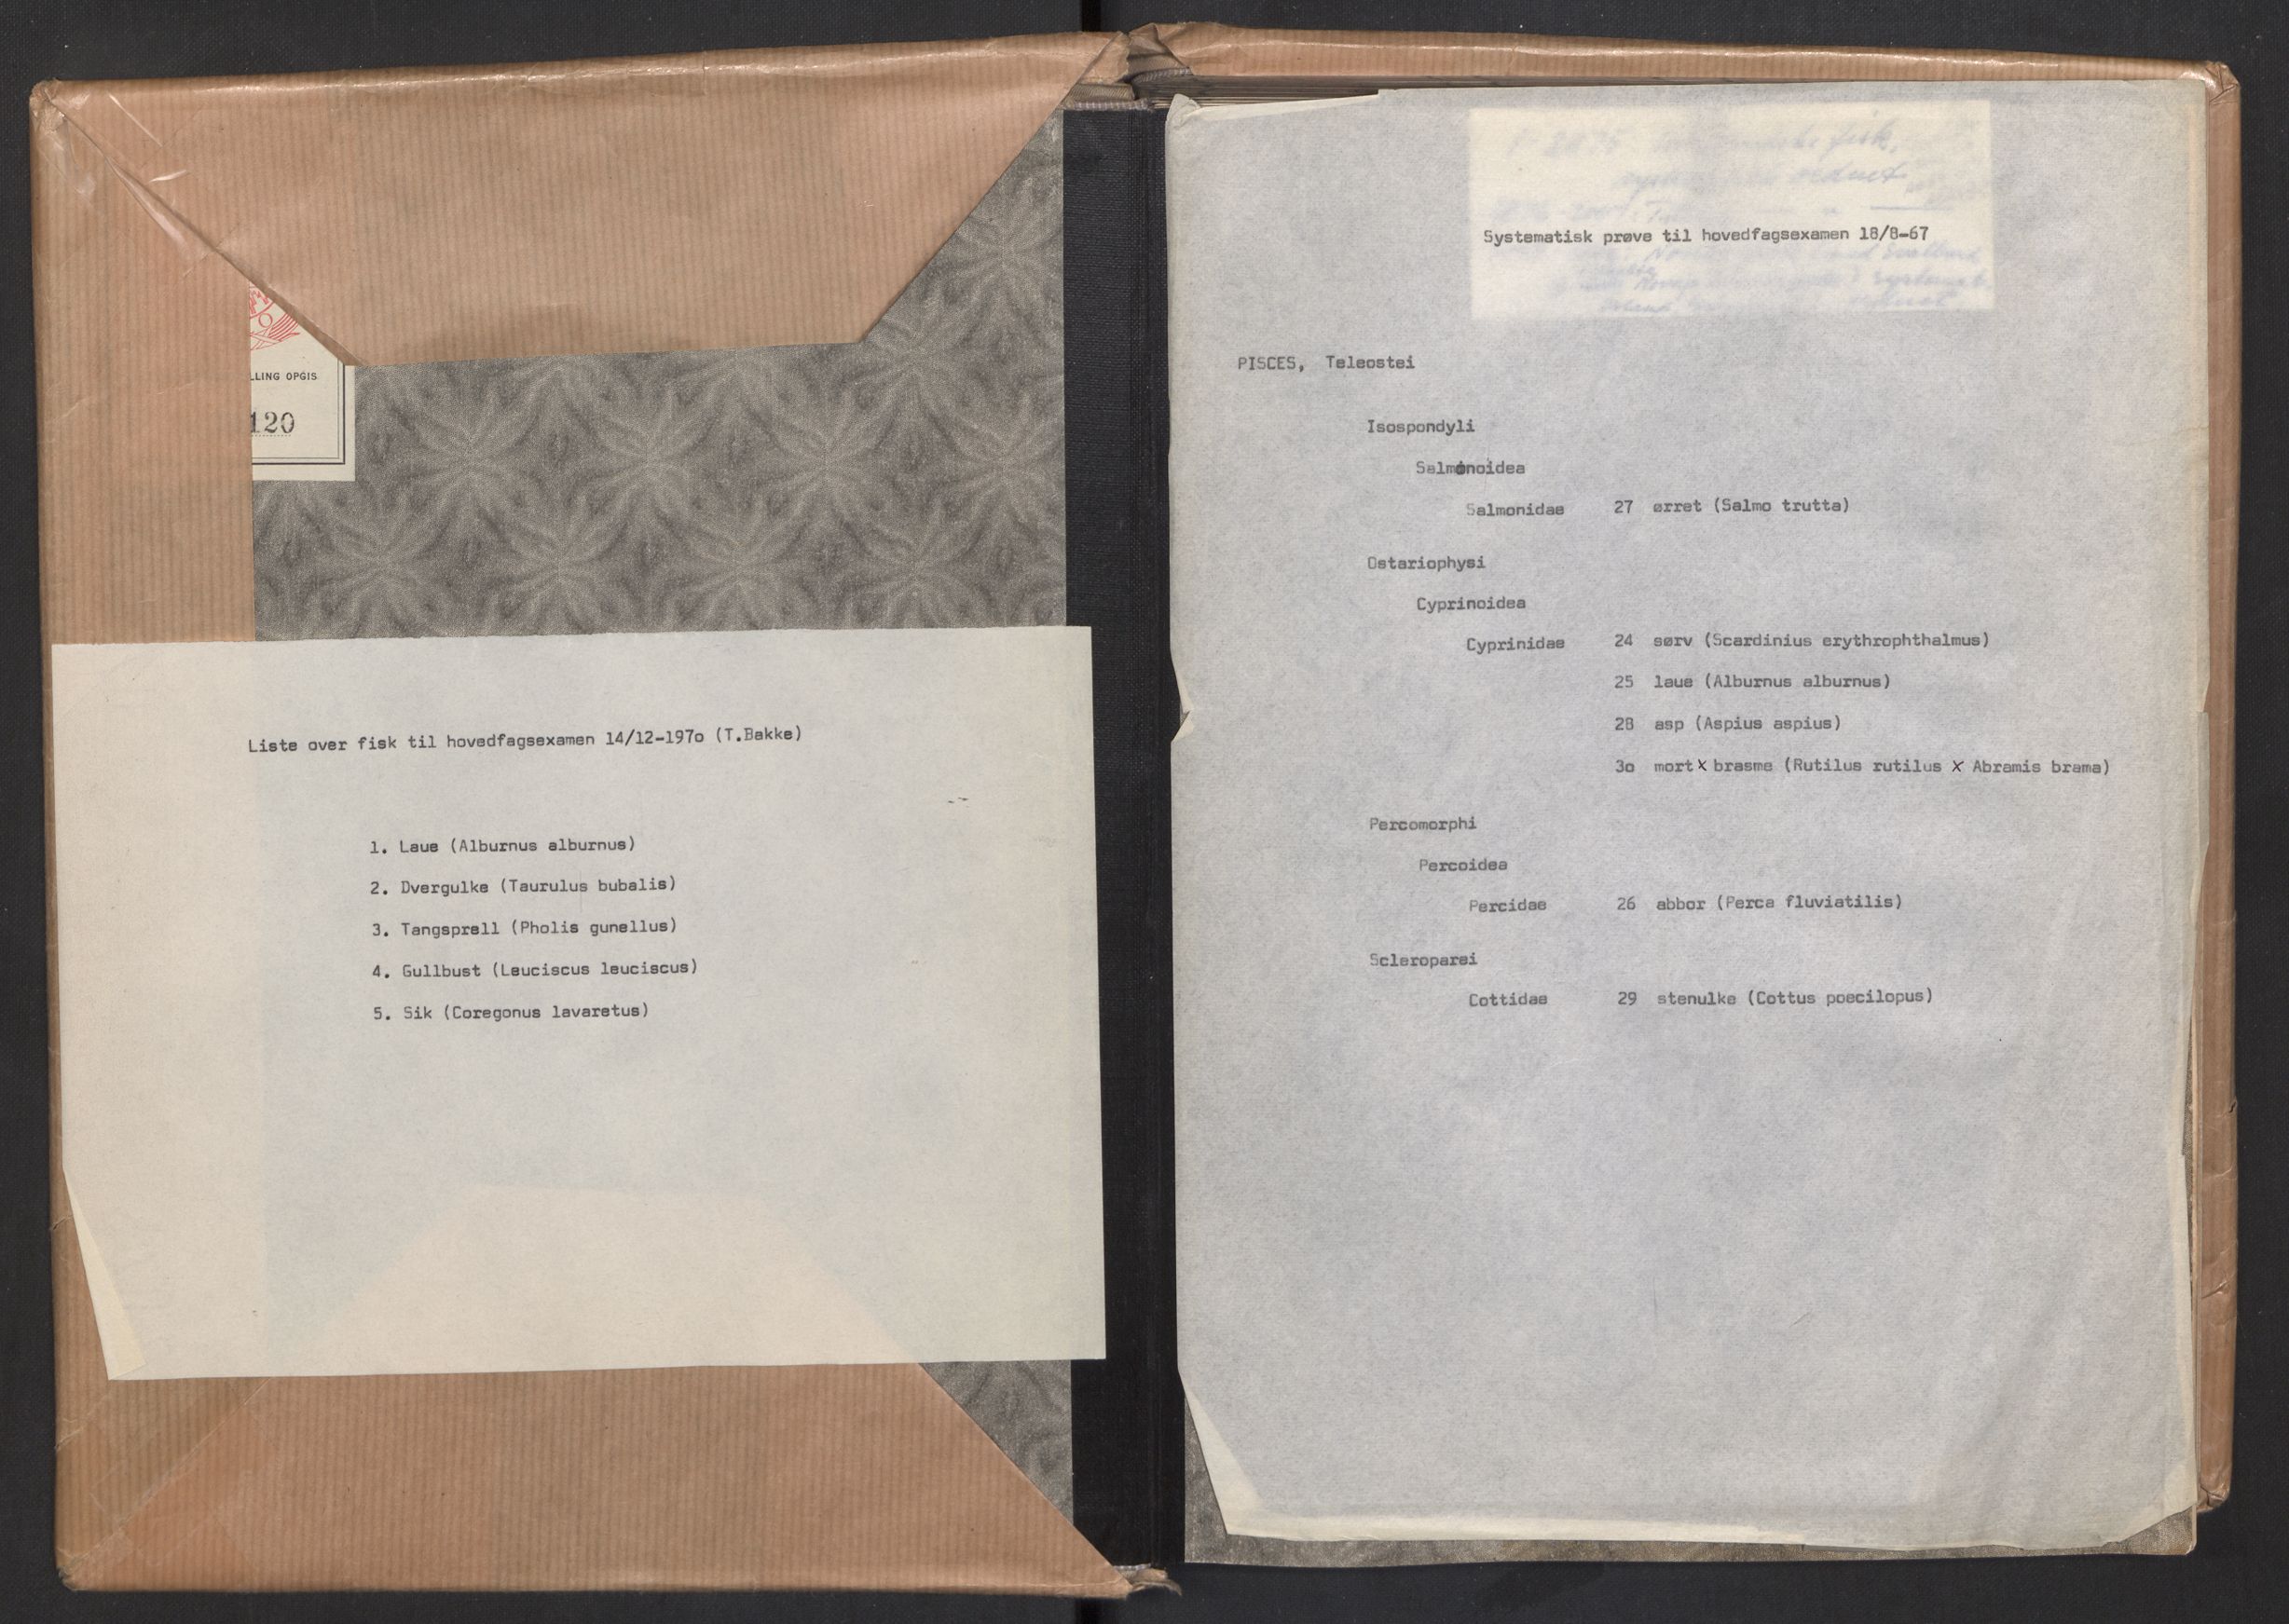 LLING OPGIS
120
Liste over fisk til hovedfagsexamen 14/12-197o (T.Bakke)
1. Laue (Alburnus alburnus)
2. Dvergulke (Taurulus bubalis)
3. Tangsprell (Pholis gunellus)
4. Gullbust (Leuciscus leuciscus)
5. Sik (Coregonus lavaretus)
fisk,
ordnet
Systematisk prøve til hovedfagsexamen 18/8-67
PISCES, Teleostei
Isospondyli
Salmonoidea
Salmonidae 27 ørret (Salmo trutta)
Ostariophysi
Cyprinoidea
Cyprinidae 24 sørv (Scardinius erythrophthalmus)
25 laue (Alburnus alburnus)
28 asp (Aspius aspius)
3o mort x brasme (Rutilus rutilus x Abramis brama)
Percomorphi
Percoidea
Percidae 26 abbor (Perca fluviatilis)
Scleroparei
Cottidae 29 stenulke (Cottus poecilopus)